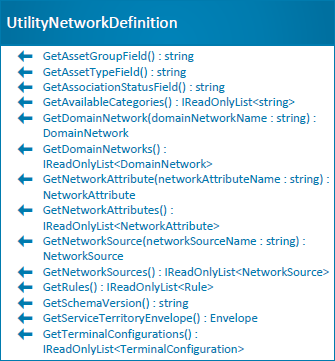 UtilityNetworkDefinition
GetAssetGroupField() : string
GetAssetTypeField() : string
GetAssociationStatusField() : string
GetAvailableCategories() : IReadOnlyList<string>
GetDomainNetwork(domainNetworkName : string) :
DomainNetwork
GetDomainNetworks() :
IReadOnlyList<DomainNetwork>
GetNetworkAttribute(networkAttributeName : string) :
NetworkAttribute
GetNetworkAttributes() :
IReadOnlyList<NetworkAttribute>
GetNetworkSource(networkSourceName : string) :
NetworkSource
GetNetworkSources() : IReadOnlyList<NetworkSource>
GetRules() : IReadOnlyList<Rule>
GetSchemaVersion() : string
GetServiceTerritoryEnvelope() : Envelope
GetTerminalConfigurations() :
IReadOnlyList<TerminalConfiguration>